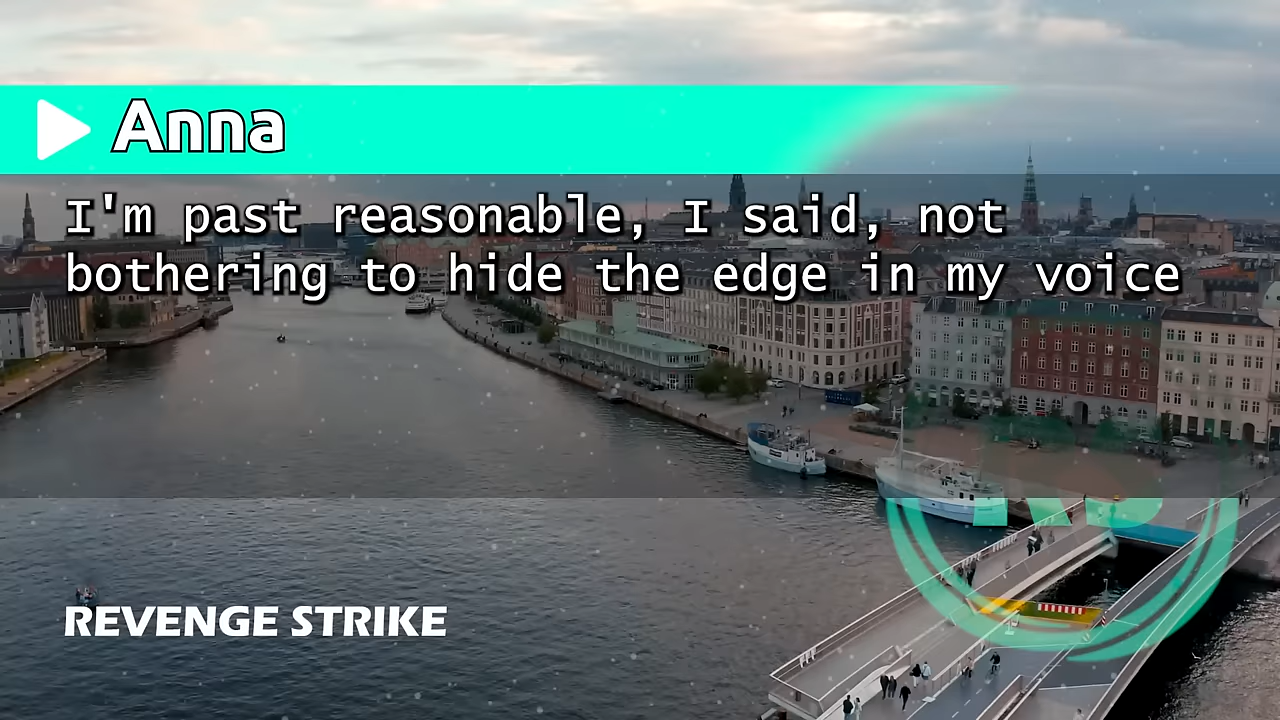 Anna
I'm past reasonable, I said, not
bothering to hide the edge in my voice
REVENGE STRIKE